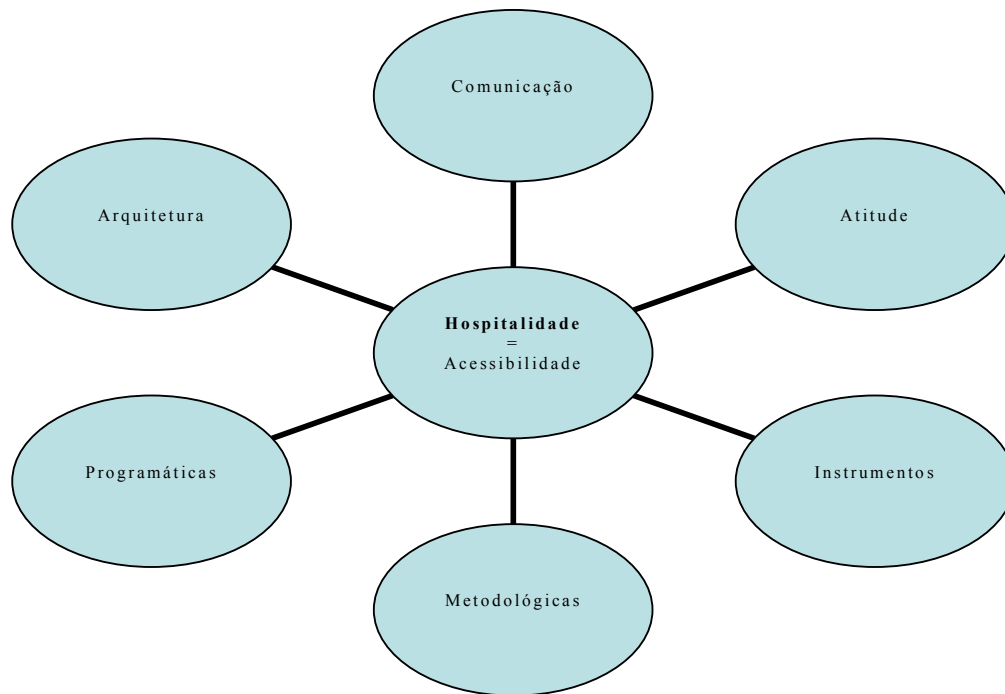 Comunicação
Arquitetura
Atitude
Hospitalidade
=
Acessibilidade
Programáticas
Instrumentos
Metodológicas